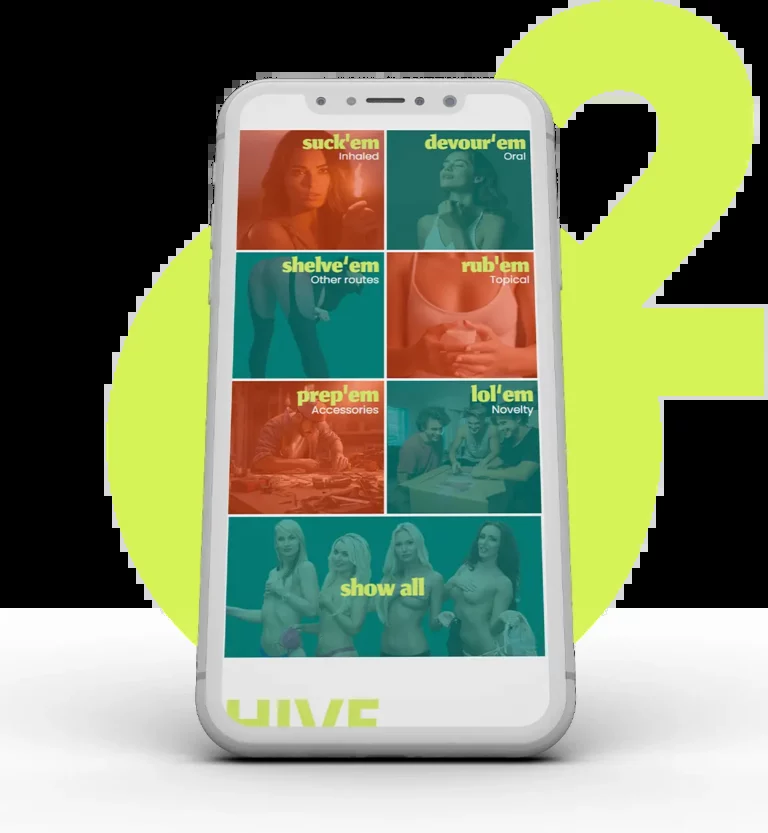 suck'em
Inhaled
devour'em
Oral
shelve'em
Other routes
rub'em
Topical
prep'em
Accessories
lol'em
Novelty
show all
HIVE